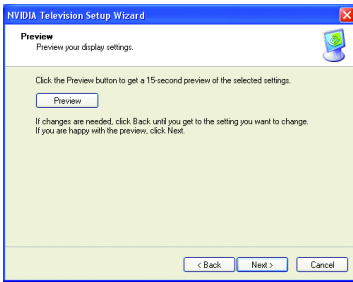 NVIDIA Television Setup Wizard
Preview
Preview your display settings.
Click the Preview button to get a 15-second preview of the selected settings.
Preview
If changes are needed, click Back until you get to the setting you want to change.
If you are happy with the preview, click Next.
< Back
Next >
Cancel